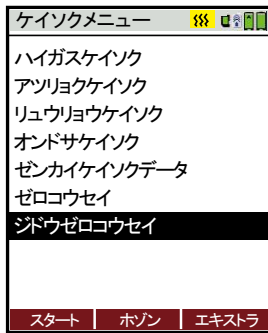 ケイソクメニュー
ハイガスケイソク
アツリョクケイソク
リュウリョウケイソク
オンドサケイソク
ゼンカイケイソクデータ
ゼロコウセイ
ジドウゼロコウセイ
スタート ホゾン エキストラ